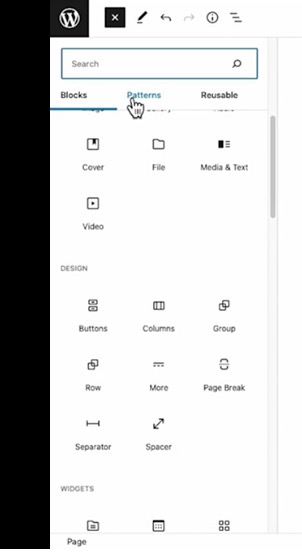 Search
Blocks Patterns Reusable
Cover File Media & Text
Video
DESIGN
Buttons Columns Group
Row More Page Break
Separator Spacer
WIDGETS
Page